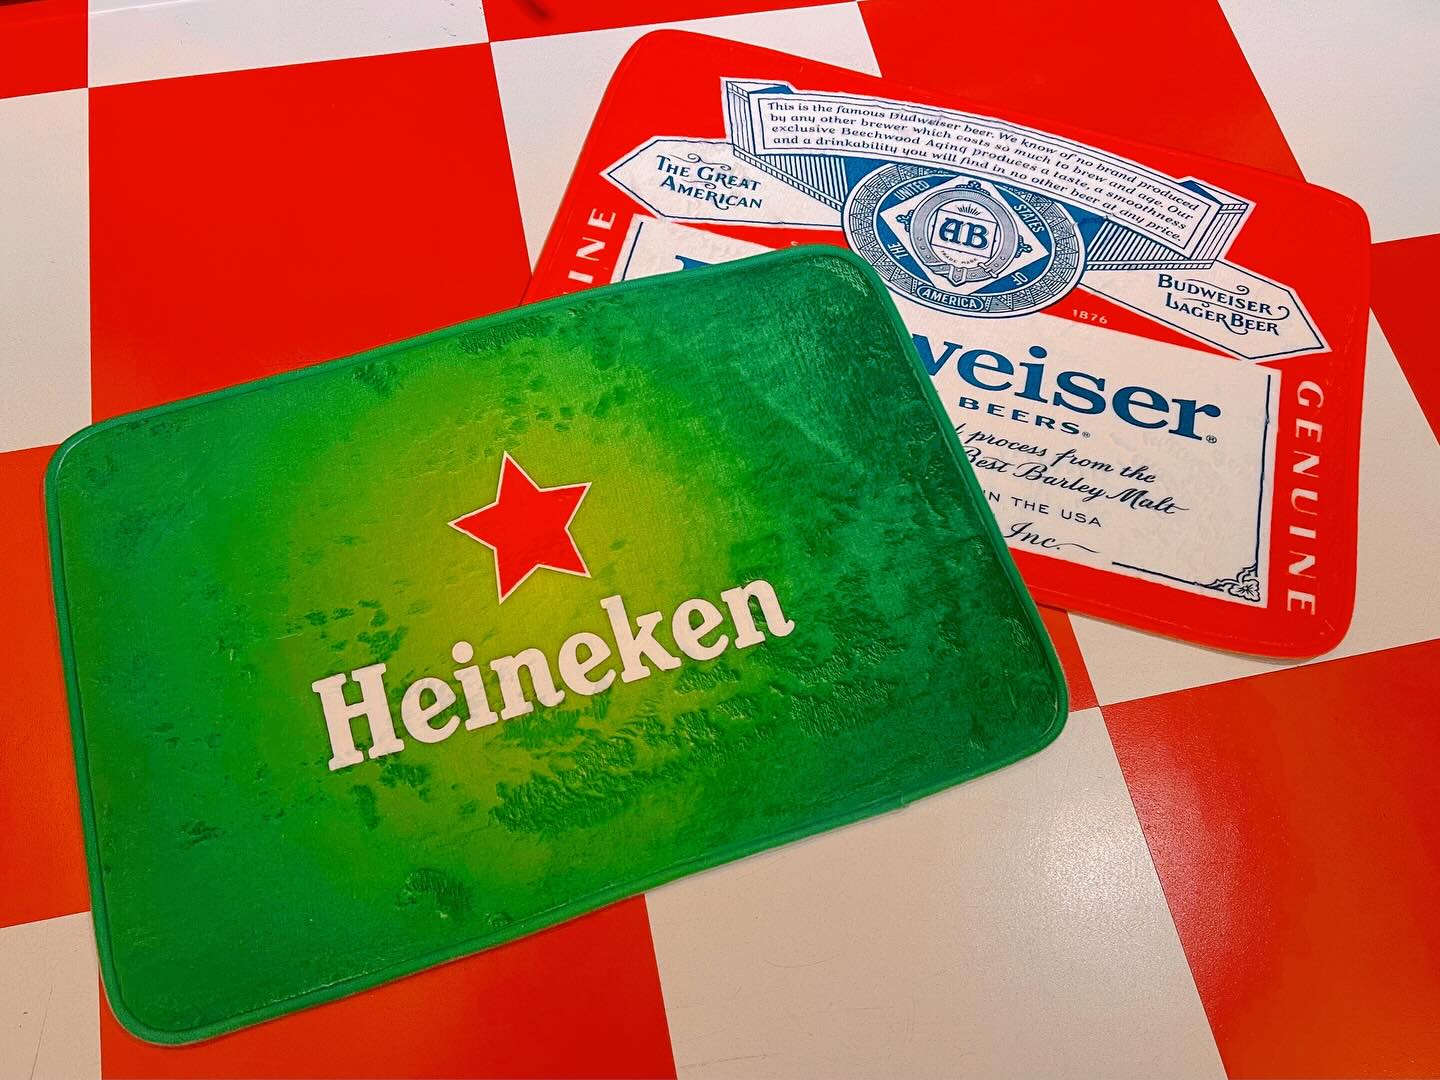 This is the famous Budweiser beer. We know of no brand produced
by any other brewer which costs so much to brew and age. Our
exclusive Beechwood Aging produces a taste, a smoothness
and a drinkability you will find in no other beer at any price.
THE GREAT
AMERICAN
THE UNITED STATES OF AMERICA
AB
TRADE MARK
BUDWEISER
LAGER BEER
1876
weiser®
BEERS®
process from the
Best Barley Malt
IN THE USA
Inc.
GENUINE
INE
Heineken